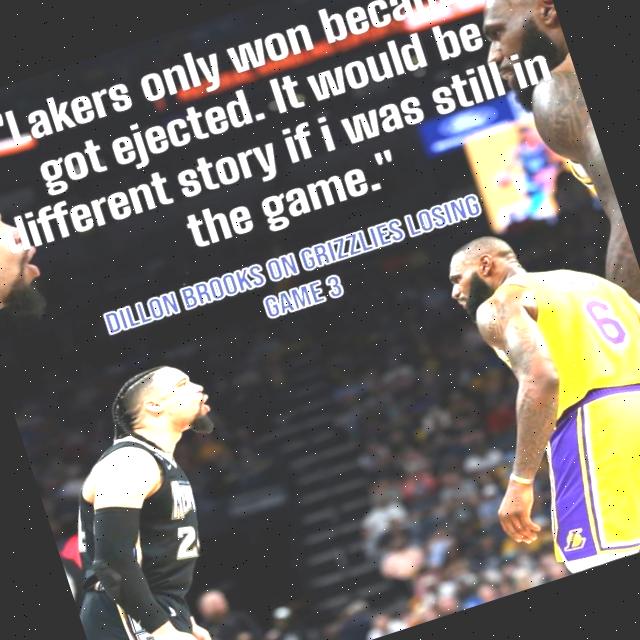 "Lakers only won
got ejected. It would be
different story if i was still in
the game."
DILLON BROOKS ON GRIZZLIES LOSING
GAME 3
6
L